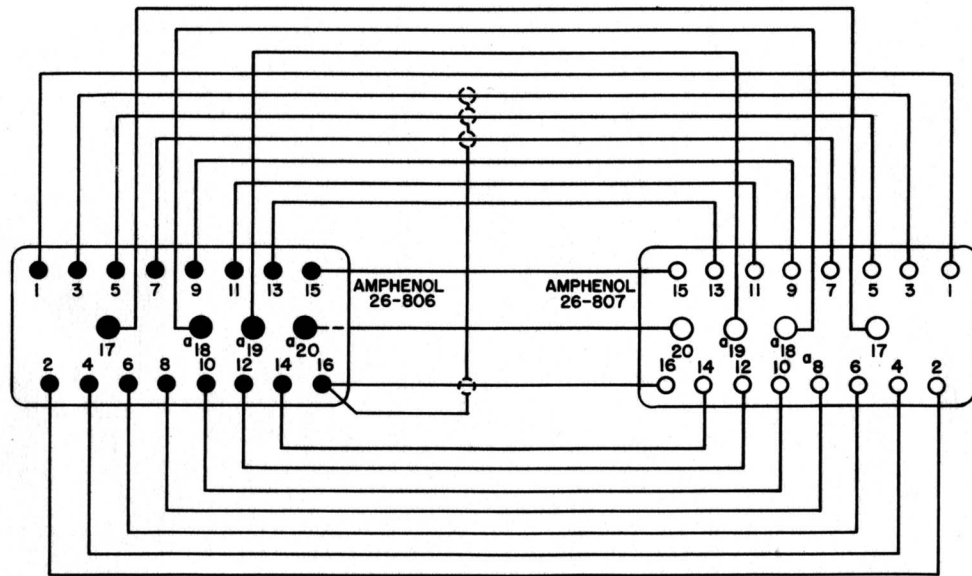 1 3 5 7 9 11 13 15
AMPHENOL
26-806
AMPHENOL
26-807
15 13 11 9 7 5 3 1
17 a18 a19 a20
20 a19 a18 17
2 4 6 8 10 12 14 16
16 14 12 10 a8 6 4 2